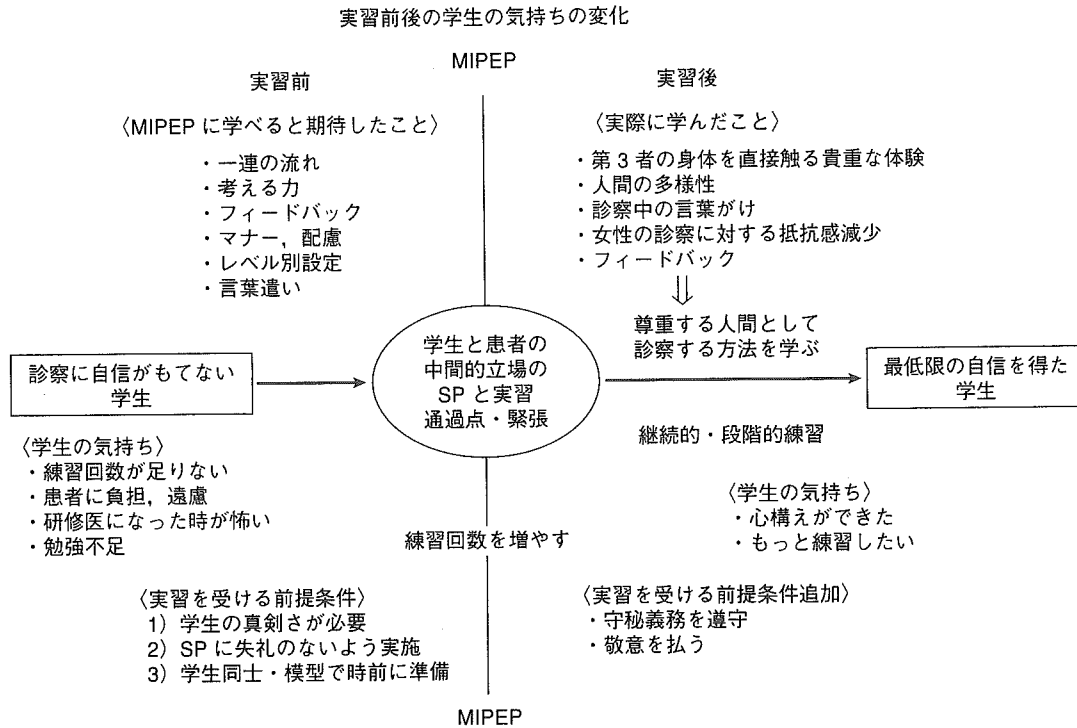 実習前後の学生の気持ちの変化
MIPEP
実習前
〈MIPEP に学べると期待したこと〉
・一連の流れ
・考える力
・フィードバック
・マナー，配慮
・レベル別設定
・言葉遣い
実習後
〈実際に学んだこと〉
・第 3 者の身体を直接触る貴重な体験
・人間の多様性
・診察中の言葉がけ
・女性の診察に対する抵抗感減少
・フィードバック
⇓
尊重する人間として
診察する方法を学ぶ
診察に自信がもてない
学生
学生と患者の
中間的立場の
SP と実習
通過点・緊張
最低限の自信を得た
学生
継続的・段階的練習
〈学生の気持ち〉
・練習回数が足りない
・患者に負担，遠慮
・研修医になった時が怖い
・勉強不足
〈学生の気持ち〉
・心構えができた
・もっと練習したい
練習回数を増やす
〈実習を受ける前提条件〉
1）学生の真剣さが必要
2）SP に失礼のないよう実施
3）学生同士・模型で時前に準備
〈実習を受ける前提条件追加〉
・守秘義務を遵守
・敬意を払う
MIPEP